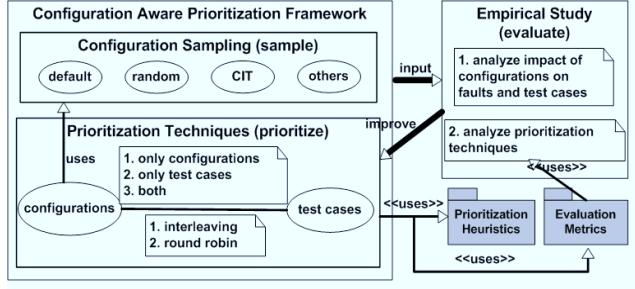 Configuration Aware Prioritization Framework
Configuration Sampling (sample)
default
random
CIT
others
Prioritization Techniques (prioritize)
uses
1. only configurations
2. only test cases
3. both
configurations
test cases
1. interleaving
2. round robin
input
improve
Empirical Study
(evaluate)
1. analyze impact of
configurations on
faults and test cases
2. analyze prioritization
techniques
<<uses>>
<<uses>>
Prioritization
Heuristics
Evaluation
Metrics
<<uses>>